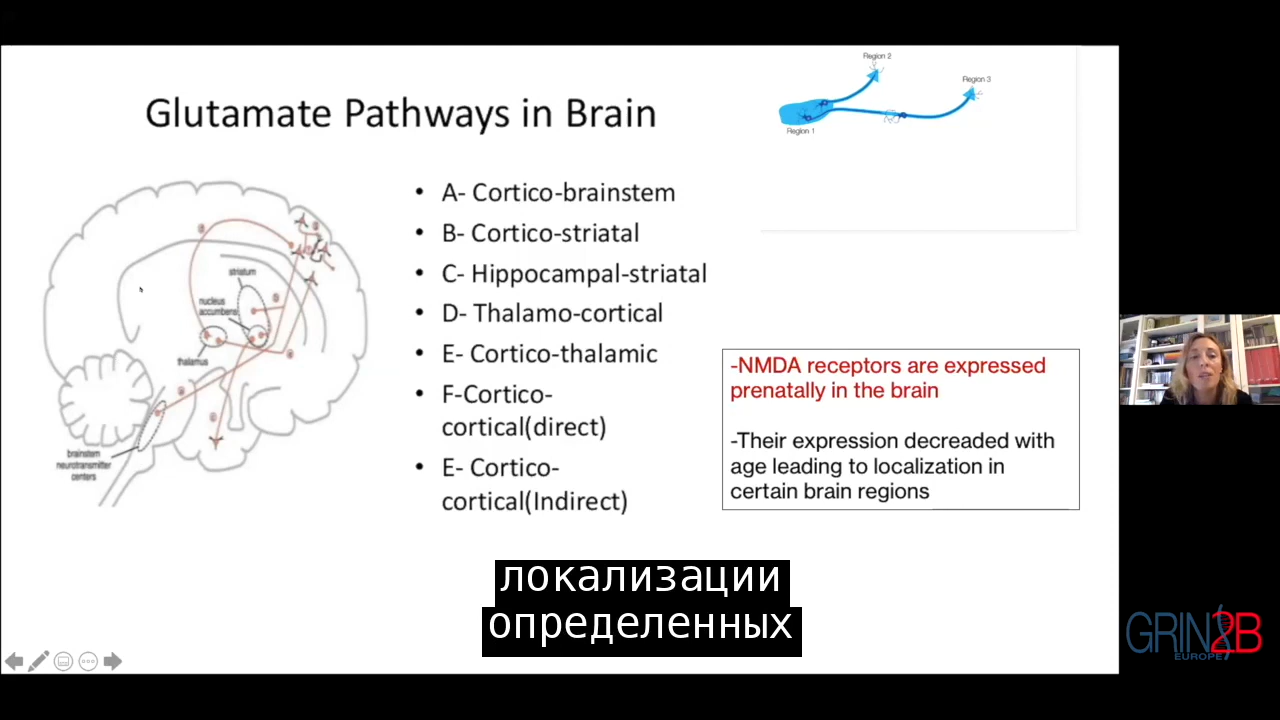 Region 2
Region 3
Region 1
Glutamate Pathways in Brain
• A- Cortico-brainstem
• B- Cortico-striatal
• C- Hippocampal-striatal
• D- Thalamo-cortical
• E- Cortico-thalamic
• F-Cortico-
cortical(direct)
• E- Cortico-
cortical(Indirect)
striatum
nucleus
accumbens
thalamus
brainstem
neurotransmitter
centers
-NMDA receptors are expressed
prenatally in the brain
-Their expression decreaded with
age leading to localization in
certain brain regions
локализации
определенных
GRIN2B
EUROPE